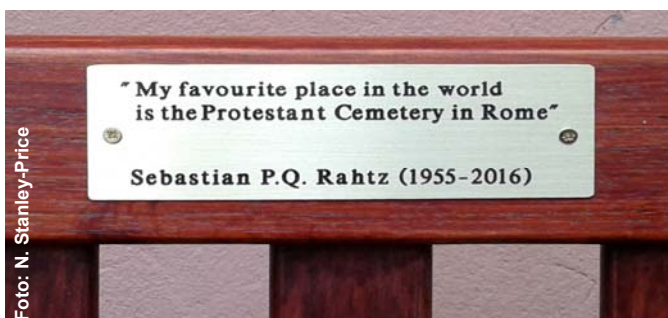 "My favourite place in the world
is the Protestant Cemetery in Rome"
Sebastian P.Q. Rahtz (1955-2016)
Foto: N. Stanley-Price